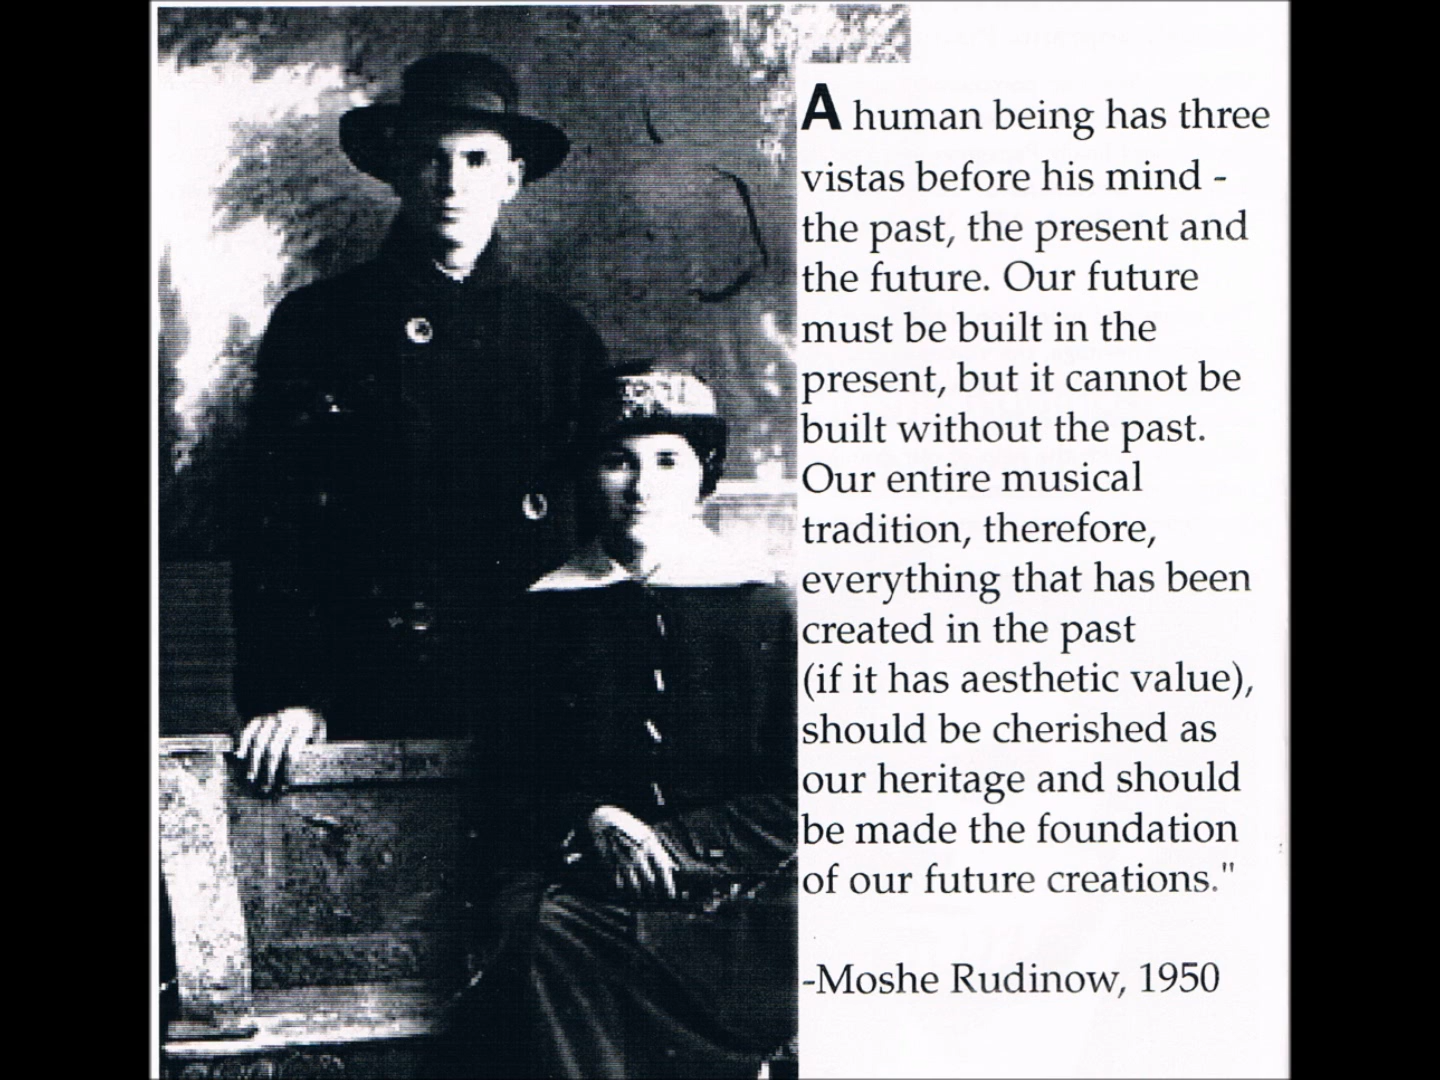 A human being has three
vistas before his mind -
the past, the present and
the future. Our future
must be built in the
present, but it cannot be
built without the past.
Our entire musical
tradition, therefore,
everything that has been
created in the past
(if it has aesthetic value),
should be cherished as
our heritage and should
be made the foundation
of our future creations."
-Moshe Rudinow, 1950